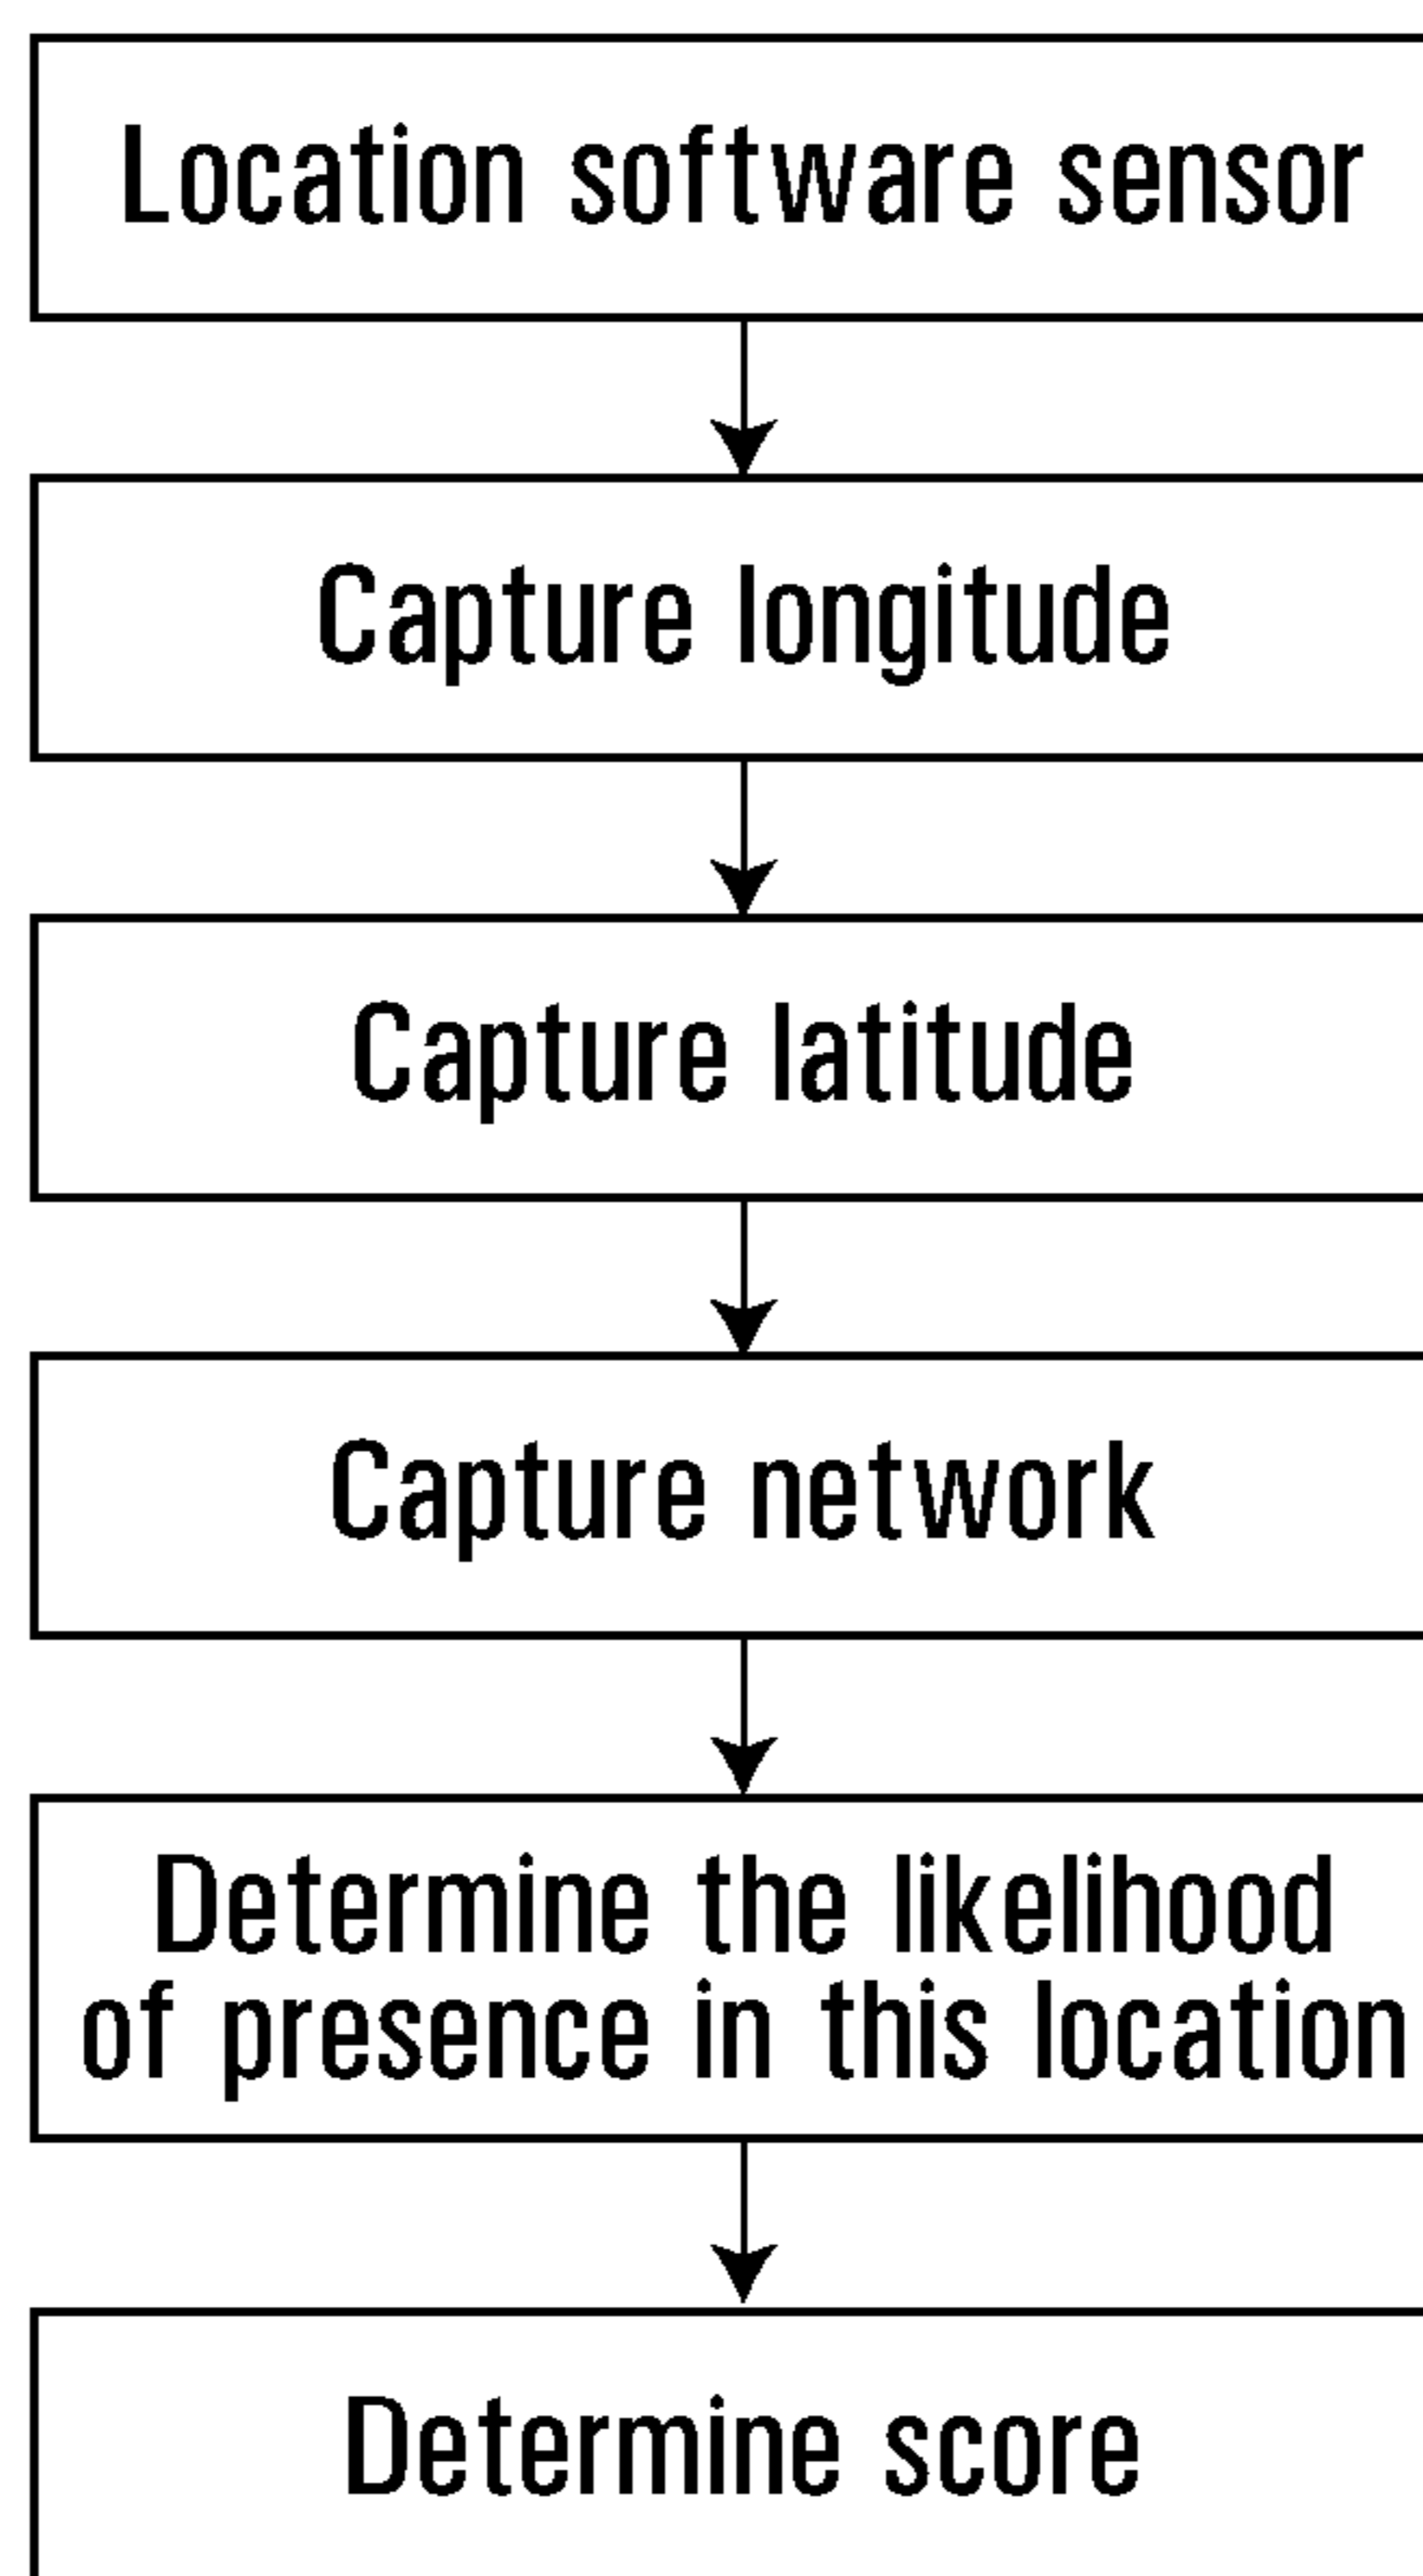 Location software sensor
Capture longitude
Capture latitude
Capture network
Determine the likelihood
of presence in this location
Determine score